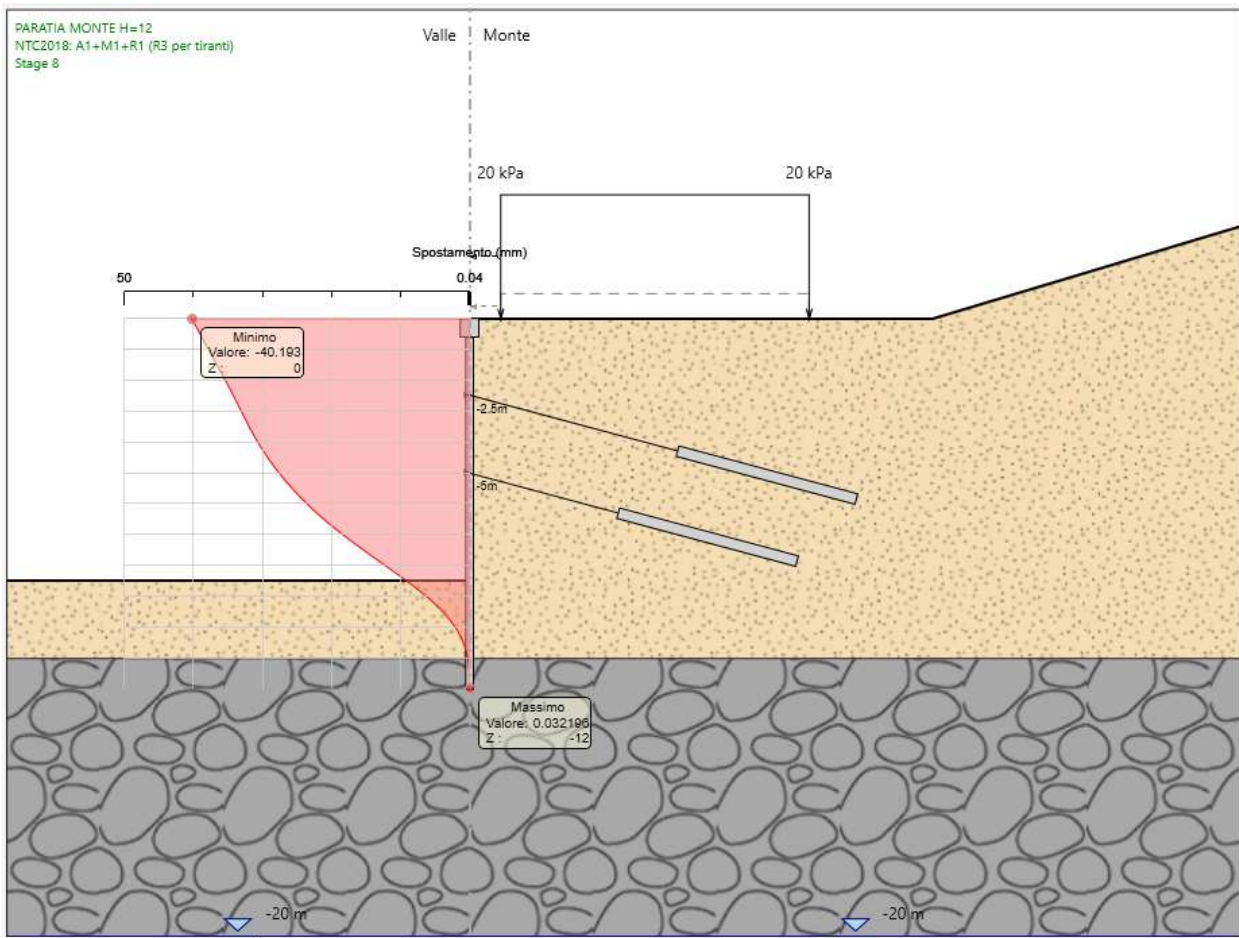 PARATIA MONTE H=12
NTC2018: A1+M1+R1 (R3 per tiranti)
Stage 8
Valle
Monte
20 kPa
20 kPa
Spostamento (mm)
50
0.04
Minimo
Valore: -40.193
Z : 0
-2.5m
-5m
Massimo
Valore: 0.032196
Z : -12
-20 m
-20 m